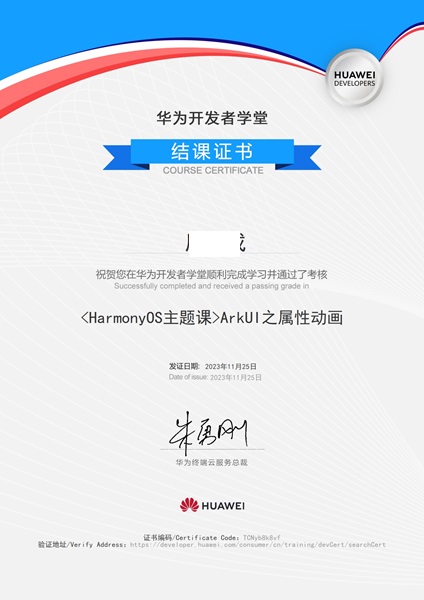 HUAWEI
DEVELOPERS
华为开发者学堂
结课证书
COURSE CERTIFICATE
祝贺您在华为开发者学堂顺利完成学习并通过了考核
Successfully completed and received a passing grade in
<HarmonyOS主题课>ArkUI之属性动画
发证日期: 2023年11月25日
Date of issue: 2023年11月25日
朱勇刚
华为终端云服务总裁
HUAWEI
证书编码/Certificate Code: TCNyb8k8vf
验证地址/Verify Address: https://developer.huawei.com/consumer/cn/training/devCert/searchCert